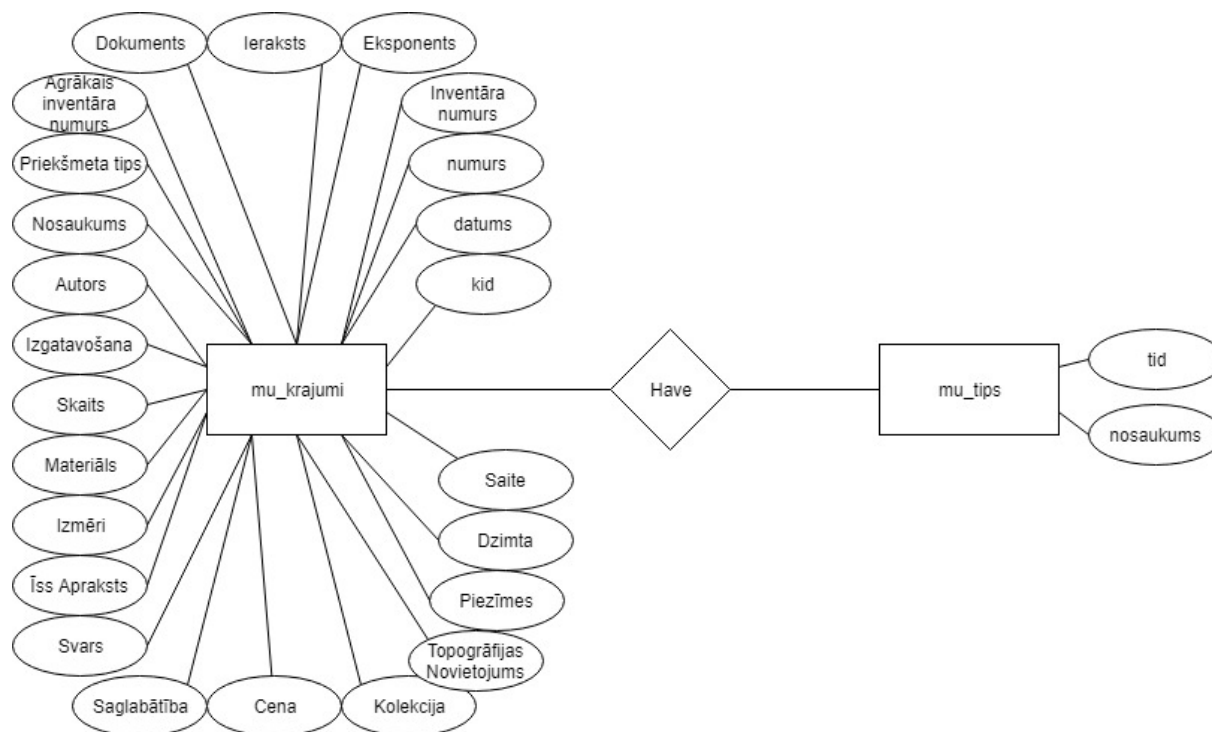 Dokuments
Ieraksts
Eksponents
Agrākais
inventāra
numurs
Inventāra
numurs
Priekšmeta tips
numurs
Nosaukums
datums
Autors
kid
Izgatavošana
mu_krajumi
Have
mu_tips
tid
nosaukums
Skaits
Materiāls
Saite
Izmēri
Dzimta
Īss Apraksts
Piezīmes
Svars
Topogrāfijas
Novietojums
Saglabātība
Cena
Kolekcija